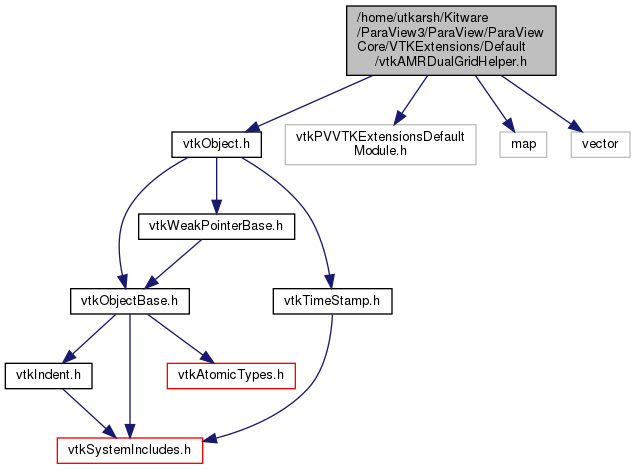 /home/utkarsh/Kitware
/ParaView3/ParaView/ParaView
Core/VTKExtensions/Default
/vtkAMRDualGridHelper.h
vtkObject.h
vtkPVVTKExtensionsDefault
Module.h
map
vector
vtkWeakPointerBase.h
vtkObjectBase.h
vtkTimeStamp.h
vtkIndent.h
vtkAtomicTypes.h
vtkSystemIncludes.h